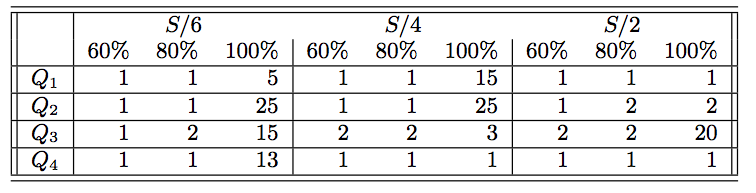 S/6 S/4 S/2
60% 80% 100% 60% 80% 100% 60% 80% 100%
Q1 1 1 5 1 1 15 1 1 1
Q2 1 1 25 1 1 25 1 2 2
Q3 1 2 15 2 2 3 2 2 20
Q4 1 1 13 1 1 1 1 1 1